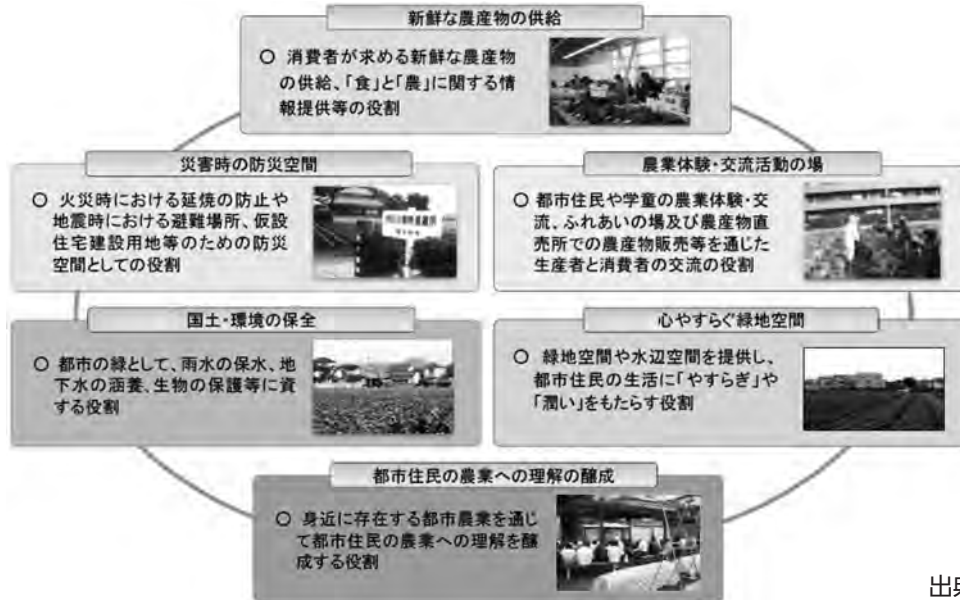 新鮮な農産物の供給
○ 消費者が求める新鮮な農産物
の供給、「食」と「農」に関する情
報提供等の役割
災害時の防災空間
○ 火災時における延焼の防止や
地震時における避難場所、仮設
住宅建設用地等のための防災
空間としての役割
農業体験・交流活動の場
○ 都市住民や学童の農業体験・交
流、ふれあいの場及び農産物直
売所での農産物販売等を通じた
生産者と消費者の交流の役割
国土・環境の保全
○ 都市の緑として、雨水の保水、地
下水の涵養、生物の保護等に資
する役割
心やすらぐ緑地空間
○ 緑地空間や水辺空間を提供し、
都市住民の生活に「やすらぎ」や
「潤い」をもたらす役割
都市住民の農業への理解の醸成
○ 身近に存在する都市農業を通じ
て都市住民の農業への理解を醸
成する役割